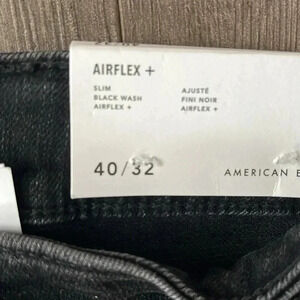 AIRFLEX +
SLIM
BLACK WASH
AIRFLEX +
AJUSTÉ
FINI NOIR
AIRFLEX +
40/32
AMERICAN E